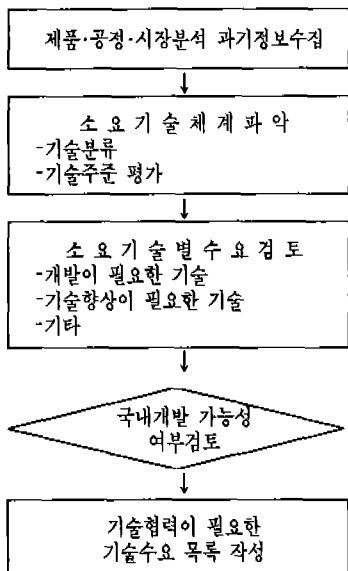 제품·공정·시장분석 과기정보수집
소 요 기 술 체 계 파 악
-기술분류
-기술주준 평가
소 요 기 술 별 수 요 검 토
-개발이 필요한 기술
-기술향상이 필요한 기술
-기타
국내개발 가능성
여부검토
기술협력이 필요한
기술수요 목록 작성